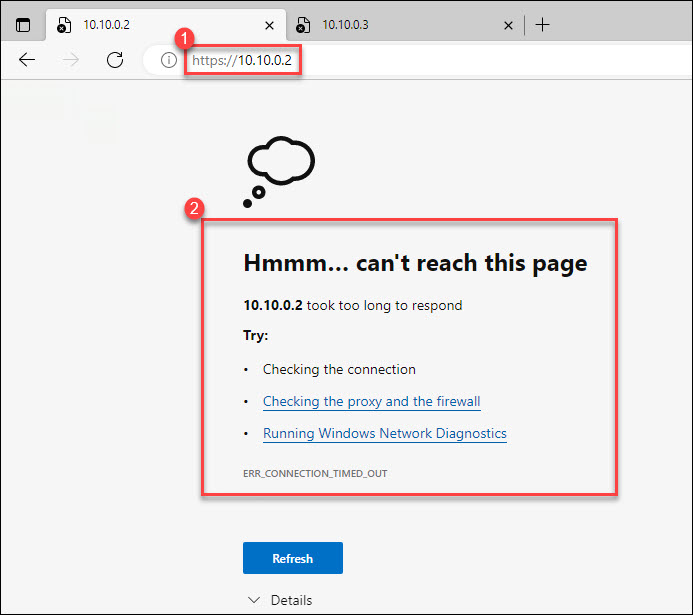 10.10.0.2
10.10.0.3
1
https://10.10.0.2
2
Hmmm... can't reach this page
10.10.0.2 took too long to respond
Try:
• Checking the connection
• Checking the proxy and the firewall
• Running Windows Network Diagnostics
ERR_CONNECTION_TIMED_OUT
Refresh
Details